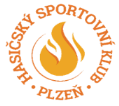 HASIČSKÝ SPORTOVNÍ KLUB
• PLZEŇ •